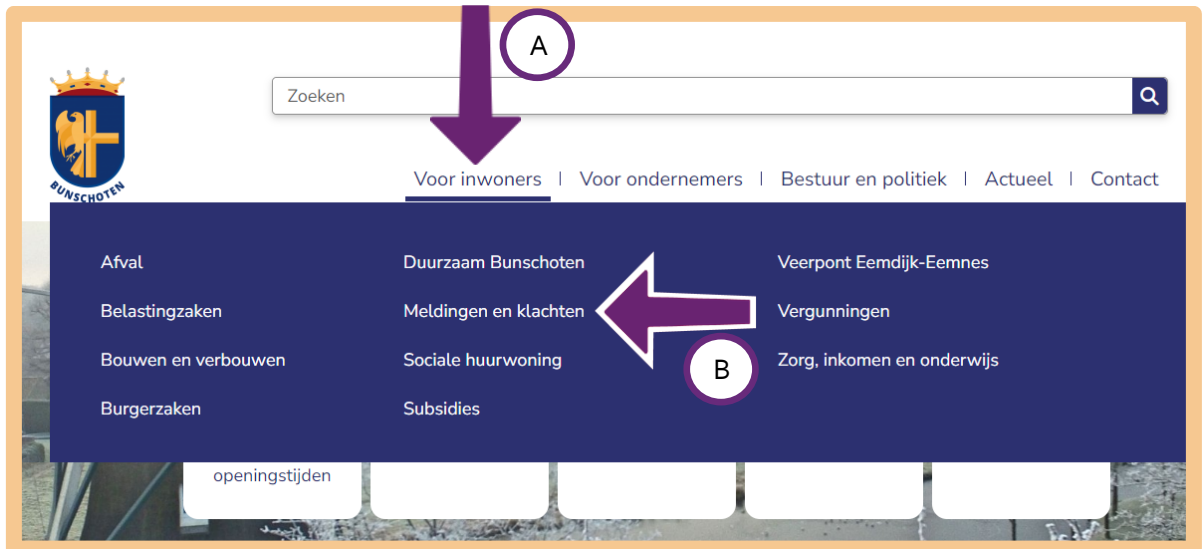 A
Zoeken
BUNSCHOTEN
Voor inwoners | Voor ondernemers | Bestuur en politiek | Actueel | Contact
Afval
Belastingzaken
Bouwen en verbouwen
Burgerzaken
Duurzaam Bunschoten
Meldingen en klachten
Sociale huurwoning
Subsidies
B
Veerpont Eemdijk-Eemnes
Vergunningen
Zorg, inkomen en onderwijs
openingstijden